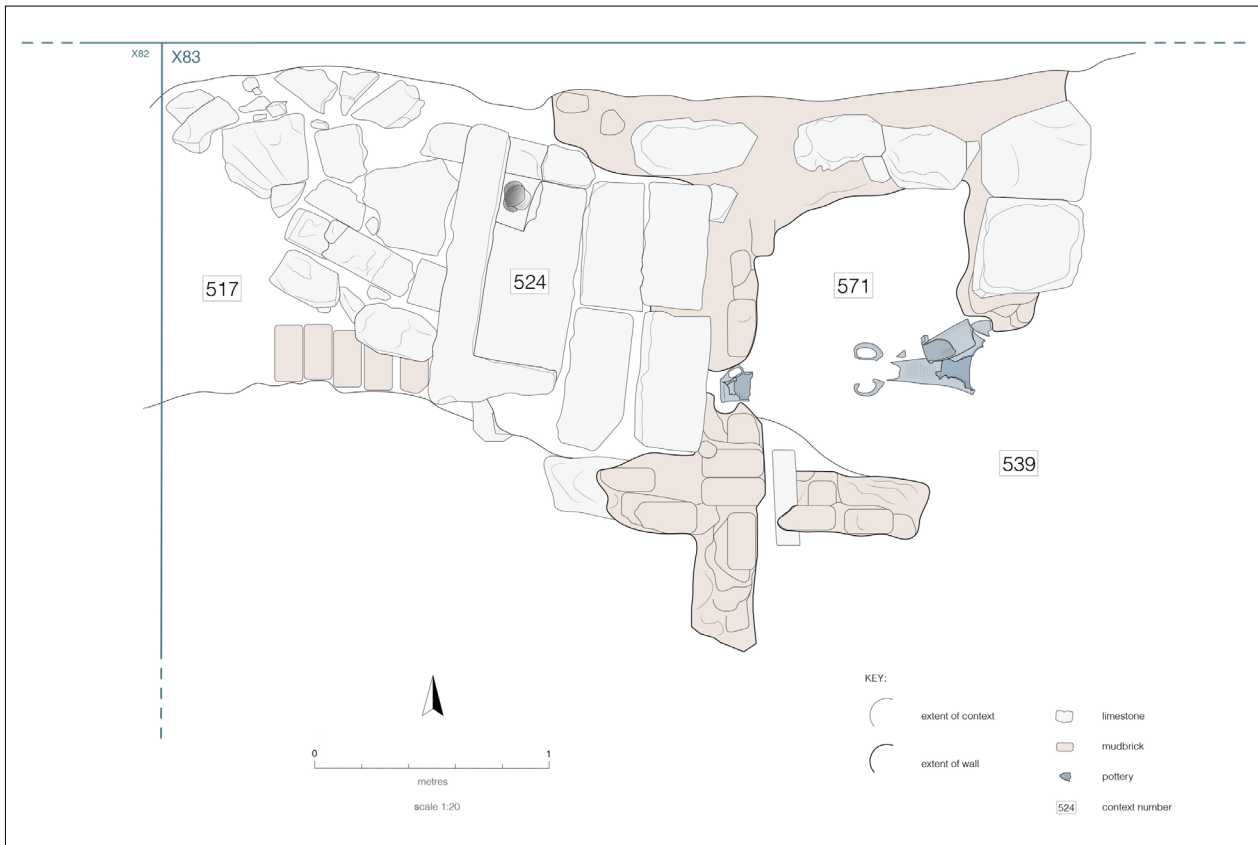 X82 X83
517
524
571
539
KEY:
extent of context
extent of wall
limestone
mudbrick
pottery
524 context number
0 1
metres
scale 1:20